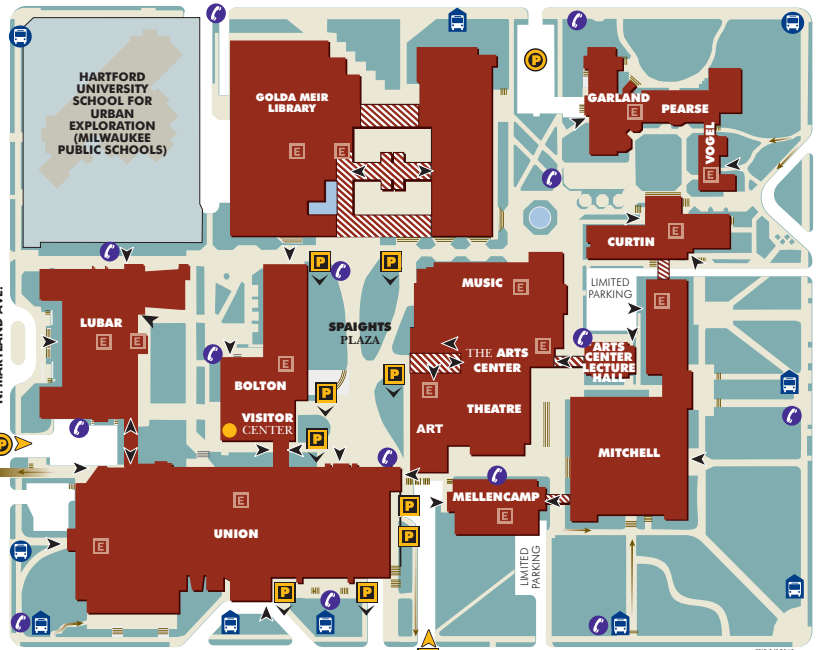 HARTFORD
UNIVERSITY
SCHOOL FOR
URBAN
EXPLORATION
(MILWAUKEE
PUBLIC SCHOOLS)
GOLDA MEIR
LIBRARY
E
E
P
GARLAND
E
PEARSE
VOGEL
E
CURTIN
E
LUBAR
E
E
P
P
SPAIGHTS
PLAZA
BOLTON
E
VISITOR
CENTER
P
P
P
MUSIC
E
THE ARTS
CENTER
E
E
THEATRE
ART
LIMITED
PARKING
E
ARTS
CENTER
LECTURE
HALL
MITCHELL
MELLENCAMP
E
LIMITED
PARKING
UNION
E
E
P
P
P
P
P